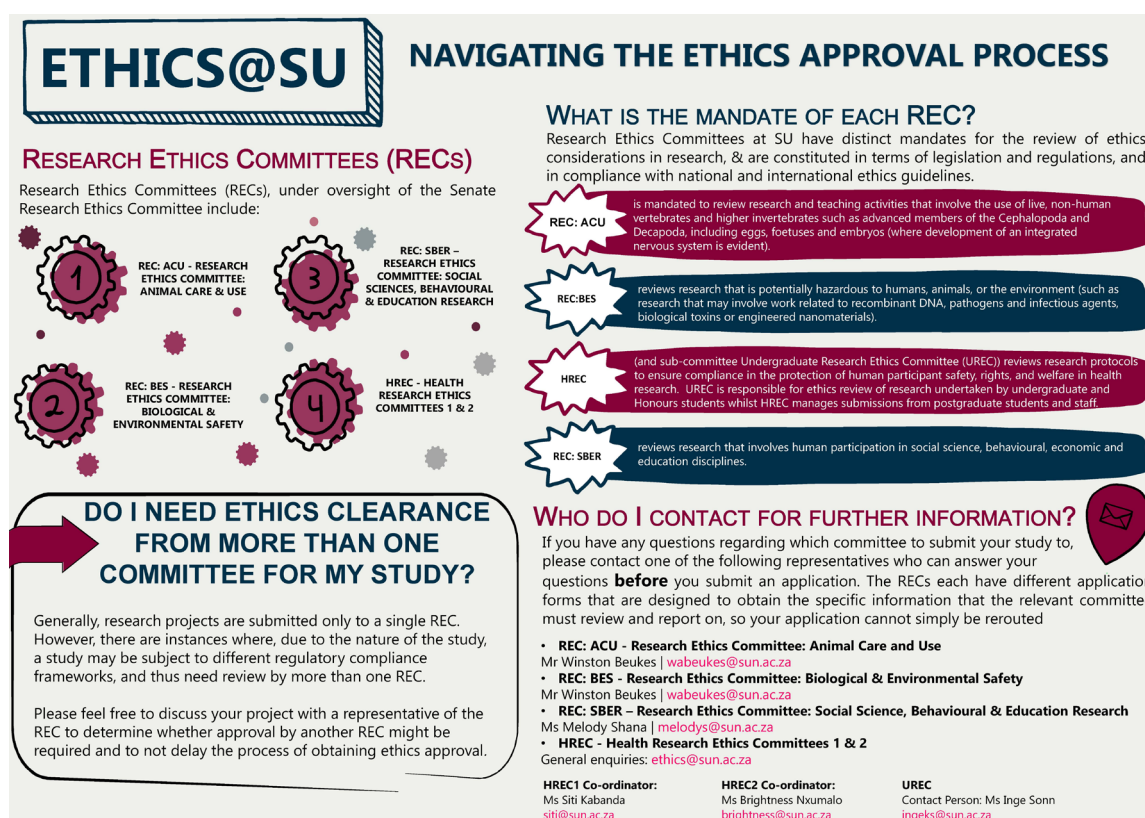 ETHICS@SU
NAVIGATING THE ETHICS APPROVAL PROCESS
RESEARCH ETHICS COMMITTEES (RECS)
Research Ethics Committees (RECs), under oversight of the Senate
Research Ethics Committee include:
1
REC: ACU - RESEARCH
ETHICS COMMITTEE:
ANIMAL CARE & USE
3
REC: SBER –
RESEARCH ETHICS
COMMITTEE: SOCIAL
SCIENCES, BEHAVIOURAL
& EDUCATION RESEARCH
2
REC: BES - RESEARCH
ETHICS COMMITTEE:
BIOLOGICAL &
ENVIRONMENTAL SAFETY
4
HREC - HEALTH
RESEARCH ETHICS
COMMITTEES 1 & 2
DO I NEED ETHICS CLEARANCE
FROM MORE THAN ONE
COMMITTEE FOR MY STUDY?
Generally, research projects are submitted only to a single REC.
However, there are instances where, due to the nature of the study,
a study may be subject to different regulatory compliance
frameworks, and thus need review by more than one REC.
Please feel free to discuss your project with a representative of the
REC to determine whether approval by another REC might be
required and to not delay the process of obtaining ethics approval.
WHAT IS THE MANDATE OF EACH REC?
Research Ethics Committees at SU have distinct mandates for the review of ethics
considerations in research, & are constituted in terms of legislation and regulations, and
in compliance with national and international ethics guidelines.
REC: ACU
is mandated to review research and teaching activities that involve the use of live, non-human
vertebrates and higher invertebrates such as advanced members of the Cephalopoda and
Decapoda, including eggs, foetuses and embryos (where development of an integrated
nervous system is evident).
REC:BES
reviews research that is potentially hazardous to humans, animals, or the environment (such as
research that may involve work related to recombinant DNA, pathogens and infectious agents,
biological toxins or engineered nanomaterials).
HREC
(and sub-committee Undergraduate Research Ethics Committee (UREC)) reviews research protocols
to ensure compliance in the protection of human participant safety, rights, and welfare in health
research. UREC is responsible for ethics review of research undertaken by undergraduate and
Honours students whilst HREC manages submissions from postgraduate students and staff.
REC: SBER
reviews research that involves human participation in social science, behavioural, economic and
education disciplines.
WHO DO I CONTACT FOR FURTHER INFORMATION?
If you have any questions regarding which committee to submit your study to,
please contact one of the following representatives who can answer your
questions before you submit an application. The RECs each have different applicatio
forms that are designed to obtain the specific information that the relevant committe
must review and report on, so your application cannot simply be rerouted
• REC: ACU - Research Ethics Committee: Animal Care and Use
Mr Winston Beukes | wabeukes@sun.ac.za
• REC: BES - Research Ethics Committee: Biological & Environmental Safety
Mr Winston Beukes | wabeukes@sun.ac.za
• REC: SBER – Research Ethics Committee: Social Science, Behavioural & Education Research
Ms Melody Shana | melodys@sun.ac.za
• HREC - Health Research Ethics Committees 1 & 2
General enquiries: ethics@sun.ac.za
HREC1 Co-ordinator:
Ms Siti Kabanda
siti@sun.ac.za
HREC2 Co-ordinator:
Ms Brightness Nxumalo
brightness@sun.ac.za
UREC
Contact Person: Ms Inge Sonn
ingeks@sun.ac.za